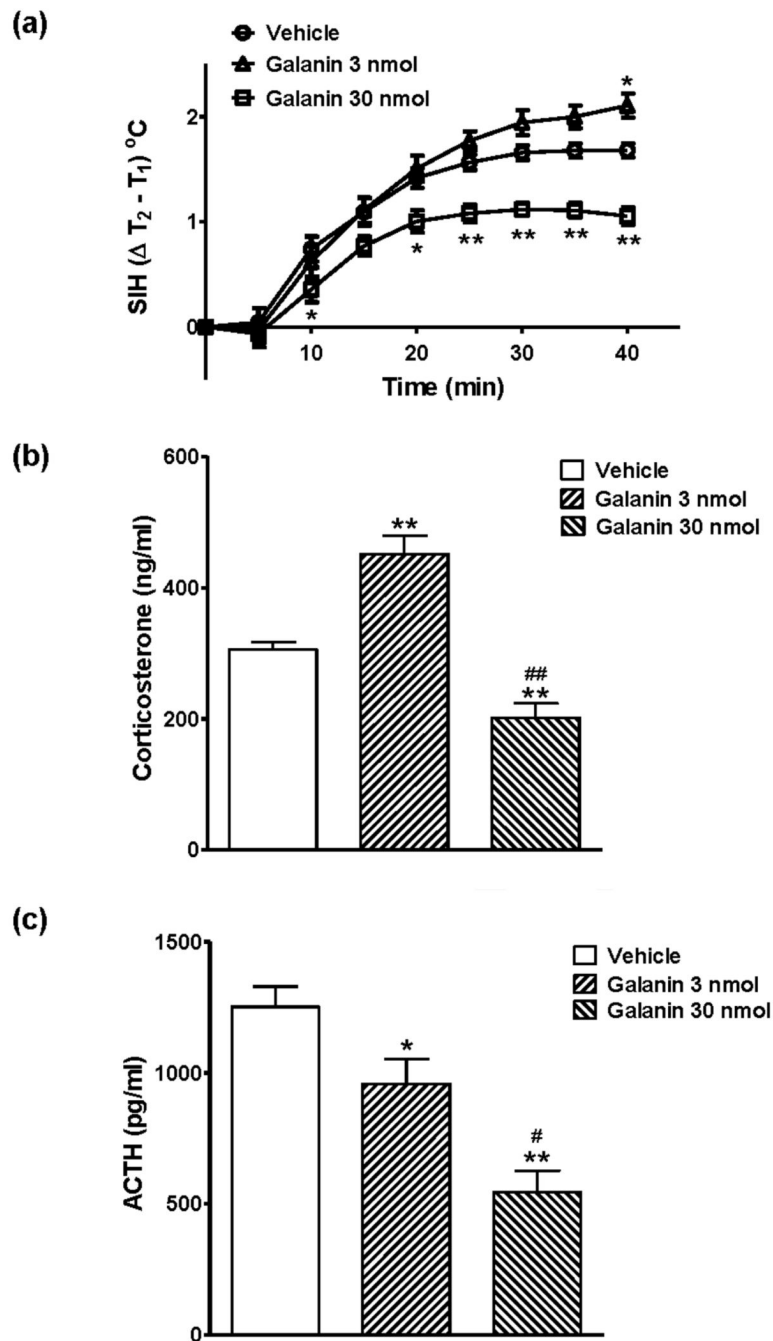 (a)
Vehicle
Galanin 3 nmol
Galanin 30 nmol
SIH (Δ T2 - T1) oC
2
1
0
*
*
* ** ** ** **
10 20 30 40
Time (min)
(b)
Corticosterone (ng/ml)
600
400
200
0
Vehicle
Galanin 3 nmol
Galanin 30 nmol
**
##
**
(c)
ACTH (pg/ml)
1500
1000
500
0
Vehicle
Galanin 3 nmol
Galanin 30 nmol
*
#
**